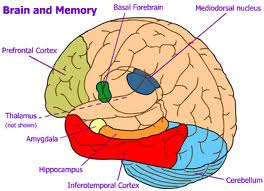 Brain and Memory
Basal Forebrain
Mediodorsal nucleus
Prefrontal Cortex
Thalamus
(not shown)
Amygdala
Hippocampus
Inferotemporal Cortex
Cerebellum